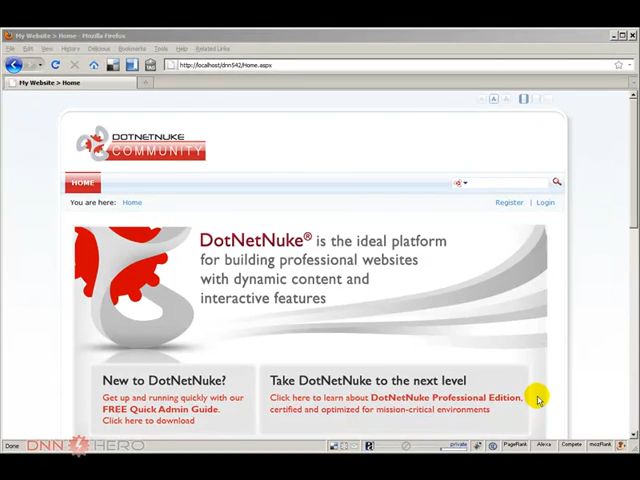 My Website > Home - Mozilla Firefox
File Edit View History Delicious Bookmarks Tools Help Related Links
http://localhost/dnn542/Home.aspx
My Website > Home
DOTNETNUKE
COMMUNITY
HOME
You are here: Home
Register | Login
DotNetNuke® is the ideal platform
for building professional websites
with dynamic content and
interactive features
New to DotNetNuke?
Get up and running quickly with our
FREE Quick Admin Guide.
Click here to download
Take DotNetNuke to the next level
Click here to learn about DotNetNuke Professional Edition,
certified and optimized for mission-critical environments
Done
DNN HERO
private
PageRank Alexa Compete mozRank